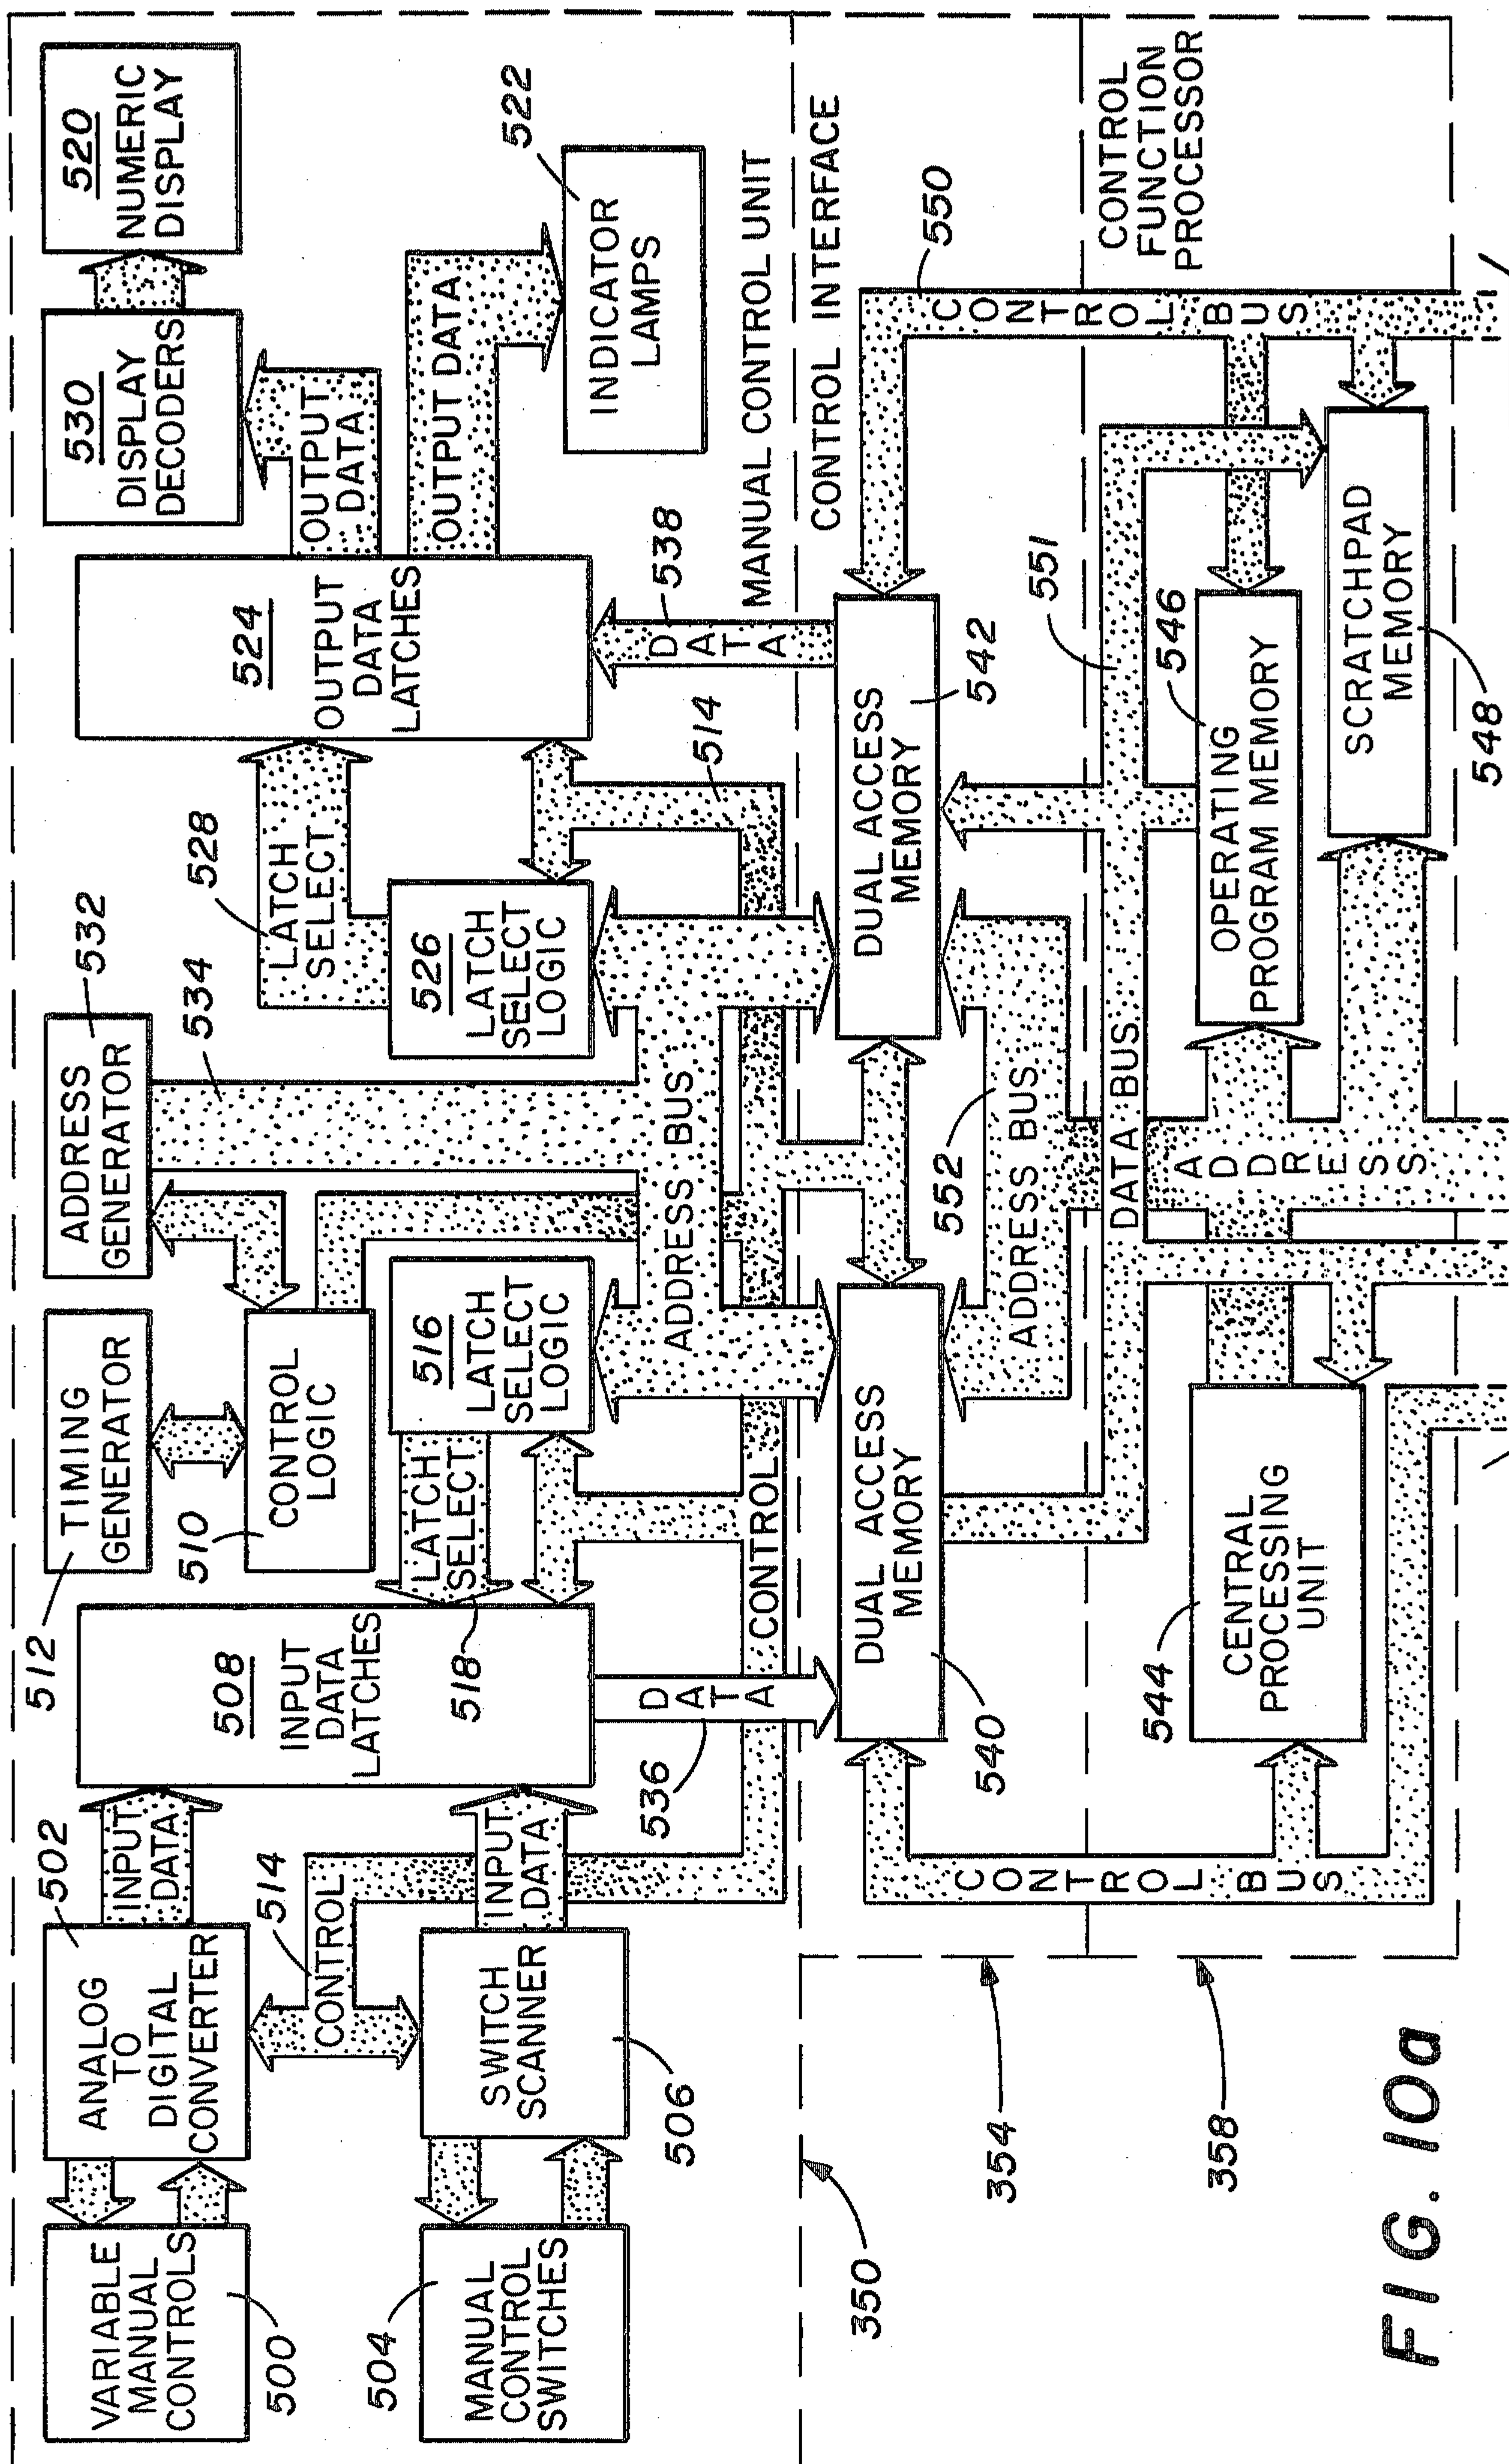 VARIABLE
MANUAL
CONTROLS
500
ANALOG
TO
DIGITAL
CONVERTER
502
INPUT
DATA
MANUAL
CONTROL
SWITCHES
504
SWITCH
SCANNER
506
INPUT
DATA
CONTROL
514
508
INPUT
DATA
LATCHES
512
TIMING
GENERATOR
510
CONTROL
LOGIC
LATCH
SELECT
518
516
LATCH
SELECT
LOGIC
ADDRESS
GENERATOR
532
534
LATCH
SELECT
528
526
LATCH
SELECT
LOGIC
524
OUTPUT
DATA
LATCHES
OUTPUT
DATA
530
DISPLAY
DECODERS
520
NUMERIC
DISPLAY
OUTPUT DATA
INDICATOR
LAMPS
522
DATA
536
CONTROL
ADDRESS BUS
514
DATA
538
MANUAL CONTROL UNIT
350
CONTROL INTERFACE
DUAL ACCESS
MEMORY
540
DUAL ACCESS
MEMORY
542
552
ADDRESS BUS
550
CONTROL BUS
CONTROL BUS
354
DATA BUS
551
CONTROL
FUNCTION
PROCESSOR
544
CENTRAL
PROCESSING
UNIT
ADDRESS
546
OPERATING
PROGRAM MEMORY
SCRATCHPAD
MEMORY
548
358
FIG. 10a